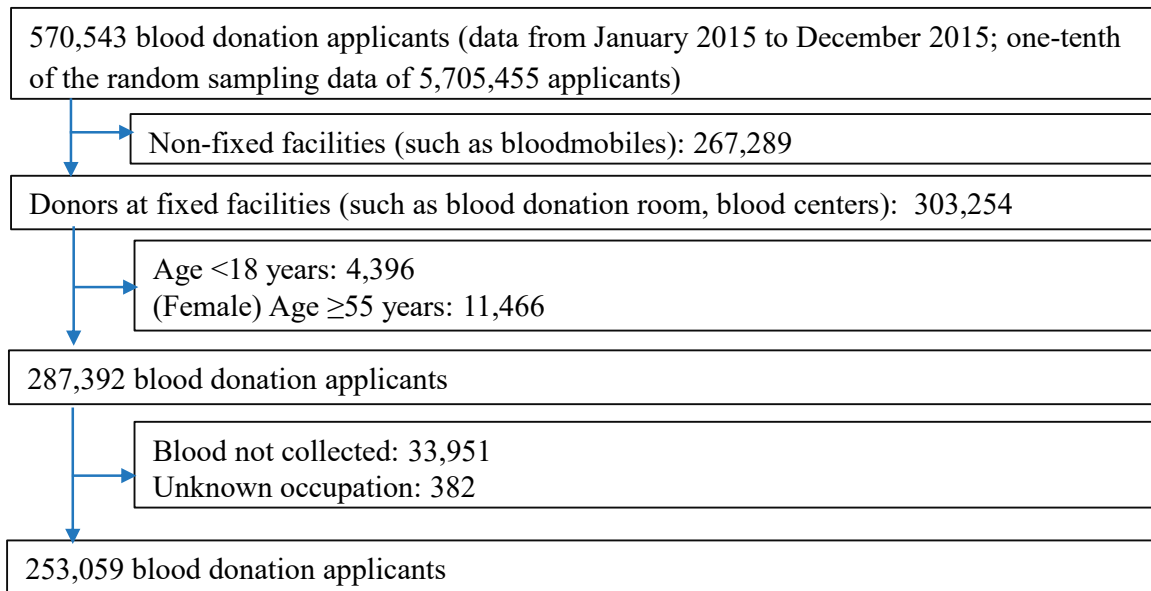 570,543 blood donation applicants (data from January 2015 to December 2015; one-tenth
of the random sampling data of 5,705,455 applicants)
Non-fixed facilities (such as bloodmobiles): 267,289
Donors at fixed facilities (such as blood donation room, blood centers):  303,254
Age <18 years: 4,396
(Female) Age ≥55 years: 11,466
287,392 blood donation applicants
Blood not collected: 33,951
Unknown occupation: 382
253,059 blood donation applicants